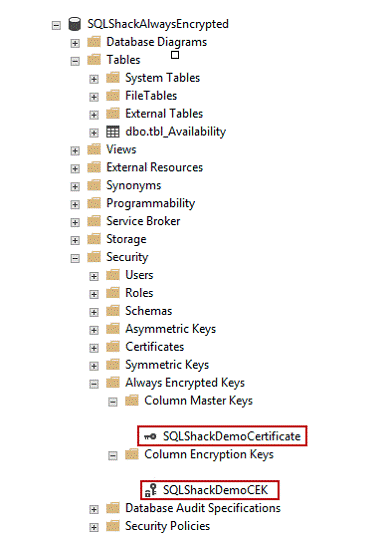 SQLShackAlwaysEncrypted
Database Diagrams
Tables
System Tables
FileTables
External Tables
dbo.tbl_Availability
Views
External Resources
Synonyms
Programmability
Service Broker
Storage
Security
Users
Roles
Schemas
Asymmetric Keys
Certificates
Symmetric Keys
Always Encrypted Keys
Column Master Keys
SQLShackDemoCertificate
Column Encryption Keys
SQLShackDemoCEK
Database Audit Specifications
Security Policies